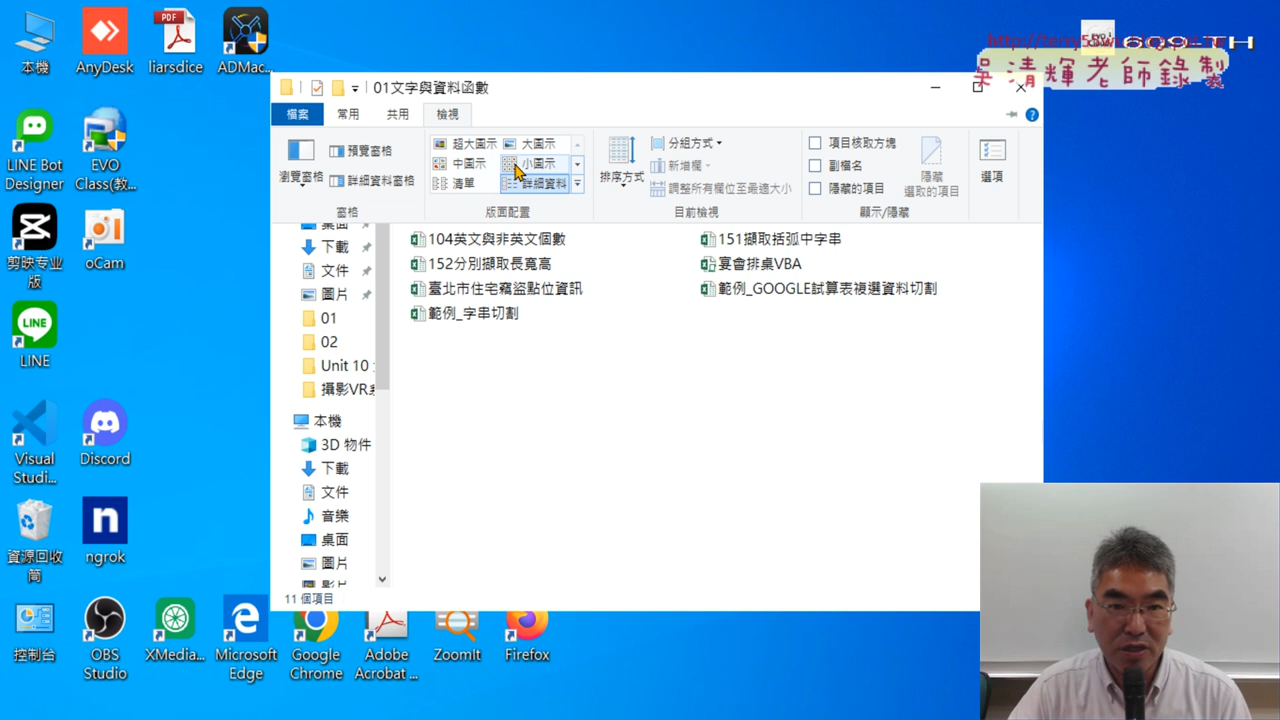 本機
AnyDesk
PDF
liarsdice
ADMac...
LINE Bot
Designer
EVO
Class(教...
剪映专业
版
oCam
LINE
LINE
Visual
Studi...
Discord
資源回收
筒
n
ngrok
控制台
OBS
Studio
XMedia...
Microsoft
Edge
Google
Chrome
Adobe
Acrobat ...
ZoomIt
Firefox
吳清輝老師錄製
01文字與資料函數
檔案
常用
共用
檢視
瀏覽窗格
預覽窗格
詳細資料窗格
窗格
超大圖示
大圖示
中圖示
小圖示
清單
詳細資料
版面配置
排序方式
分組方式
新增欄
調整所有欄位至最適大小
目前檢視
項目核取方塊
副檔名
隱藏的項目
隱藏
選取的項目
顯示/隱藏
選項
桌面
下載
文件
圖片
01
02
Unit 10
攝影VR
本機
3D 物件
下載
文件
音樂
桌面
圖片
影片
104英文與非英文個數
151擷取括弧中字串
152分別擷取長寬高
宴會排桌VBA
臺北市住宅竊盜點位資訊
範例_GOOGLE試算表複選資料切割
範例_字串切割
11 個項目